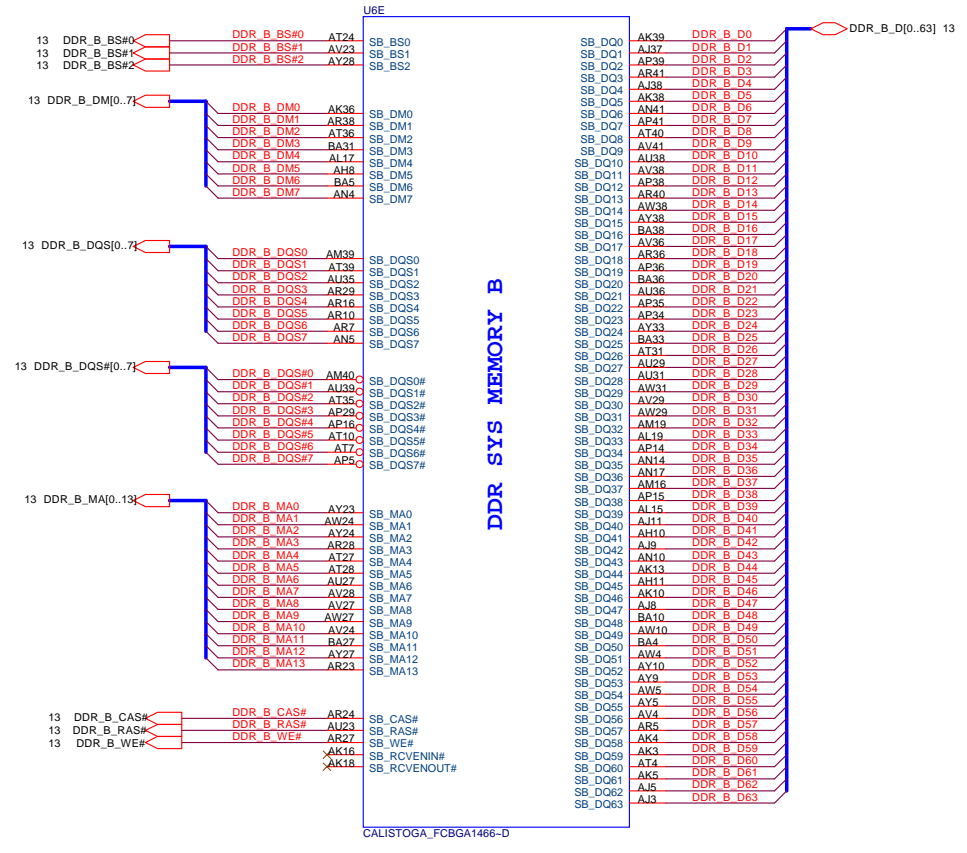 U6E
13 DDR_B_BS#0 DDR_B_BS#0 AT24 SB_BS0
13 DDR_B_BS#1 DDR_B_BS#1 AV23 SB_BS1
13 DDR_B_BS#2 DDR_B_BS#2 AY28 SB_BS2
13 DDR_B_DM[0..7]
DDR_B_DM0 AK36 SB_DM0
DDR_B_DM1 AR38 SB_DM1
DDR_B_DM2 AT36 SB_DM2
DDR_B_DM3 BA31 SB_DM3
DDR_B_DM4 AL17 SB_DM4
DDR_B_DM5 AH8 SB_DM5
DDR_B_DM6 BA5 SB_DM6
DDR_B_DM7 AN4 SB_DM7
13 DDR_B_DQS[0..7]
DDR_B_DQS0 AM39 SB_DQS0
DDR_B_DQS1 AT39 SB_DQS1
DDR_B_DQS2 AU35 SB_DQS2
DDR_B_DQS3 AR29 SB_DQS3
DDR_B_DQS4 AR16 SB_DQS4
DDR_B_DQS5 AR10 SB_DQS5
DDR_B_DQS6 AR7 SB_DQS6
DDR_B_DQS7 AN5 SB_DQS7
13 DDR_B_DQS#[0..7]
DDR_B_DQS#0 AM40 SB_DQS0#
DDR_B_DQS#1 AU39 SB_DQS1#
DDR_B_DQS#2 AT35 SB_DQS2#
DDR_B_DQS#3 AP29 SB_DQS3#
DDR_B_DQS#4 AP16 SB_DQS4#
DDR_B_DQS#5 AT10 SB_DQS5#
DDR_B_DQS#6 AT7 SB_DQS6#
DDR_B_DQS#7 AP5 SB_DQS7#
13 DDR_B_MA[0..13]
DDR_B_MA0 AY23 SB_MA0
DDR_B_MA1 AW24 SB_MA1
DDR_B_MA2 AY24 SB_MA2
DDR_B_MA3 AR28 SB_MA3
DDR_B_MA4 AT27 SB_MA4
DDR_B_MA5 AT28 SB_MA5
DDR_B_MA6 AU27 SB_MA6
DDR_B_MA7 AV28 SB_MA7
DDR_B_MA8 AV27 SB_MA8
DDR_B_MA9 AW27 SB_MA9
DDR_B_MA10 AV24 SB_MA10
DDR_B_MA11 BA27 SB_MA11
DDR_B_MA12 AY27 SB_MA12
DDR_B_MA13 AR23 SB_MA13
13 DDR_B_CAS# DDR_B_CAS# AR24 SB_CAS#
13 DDR_B_RAS# DDR_B_RAS# AU23 SB_RAS#
13 DDR_B_WE# DDR_B_WE# AR27 SB_WE#
AK16 SB_RCVENIN#
AK18 SB_RCVENOUT#
DDR SYS MEMORY B
DDR_B_D[0..63] 13
SB_DQ0 AK39 DDR_B_D0
SB_DQ1 AJ37 DDR_B_D1
SB_DQ2 AP39 DDR_B_D2
SB_DQ3 AR41 DDR_B_D3
SB_DQ4 AJ38 DDR_B_D4
SB_DQ5 AK38 DDR_B_D5
SB_DQ6 AN41 DDR_B_D6
SB_DQ7 AP41 DDR_B_D7
SB_DQ8 AT40 DDR_B_D8
SB_DQ9 AV41 DDR_B_D9
SB_DQ10 AU38 DDR_B_D10
SB_DQ11 AV38 DDR_B_D11
SB_DQ12 AP38 DDR_B_D12
SB_DQ13 AR40 DDR_B_D13
SB_DQ14 AW38 DDR_B_D14
SB_DQ15 AY38 DDR_B_D15
SB_DQ16 BA38 DDR_B_D16
SB_DQ17 AV36 DDR_B_D17
SB_DQ18 AR36 DDR_B_D18
SB_DQ19 AP36 DDR_B_D19
SB_DQ20 BA36 DDR_B_D20
SB_DQ21 AU36 DDR_B_D21
SB_DQ22 AP35 DDR_B_D22
SB_DQ23 AP34 DDR_B_D23
SB_DQ24 AY33 DDR_B_D24
SB_DQ25 BA33 DDR_B_D25
SB_DQ26 AT31 DDR_B_D26
SB_DQ27 AU29 DDR_B_D27
SB_DQ28 AU31 DDR_B_D28
SB_DQ29 AW31 DDR_B_D29
SB_DQ30 AV29 DDR_B_D30
SB_DQ31 AW29 DDR_B_D31
SB_DQ32 AM19 DDR_B_D32
SB_DQ33 AL19 DDR_B_D33
SB_DQ34 AP14 DDR_B_D34
SB_DQ35 AN14 DDR_B_D35
SB_DQ36 AN17 DDR_B_D36
SB_DQ37 AM16 DDR_B_D37
SB_DQ38 AP15 DDR_B_D38
SB_DQ39 AL15 DDR_B_D39
SB_DQ40 AJ11 DDR_B_D40
SB_DQ41 AH10 DDR_B_D41
SB_DQ42 AJ9 DDR_B_D42
SB_DQ43 AN10 DDR_B_D43
SB_DQ44 AK13 DDR_B_D44
SB_DQ45 AH11 DDR_B_D45
SB_DQ46 AK10 DDR_B_D46
SB_DQ47 AJ8 DDR_B_D47
SB_DQ48 BA10 DDR_B_D48
SB_DQ49 AW10 DDR_B_D49
SB_DQ50 BA4 DDR_B_D50
SB_DQ51 AW4 DDR_B_D51
SB_DQ52 AY10 DDR_B_D52
SB_DQ53 AY9 DDR_B_D53
SB_DQ54 AW5 DDR_B_D54
SB_DQ55 AY5 DDR_B_D55
SB_DQ56 AV4 DDR_B_D56
SB_DQ57 AR5 DDR_B_D57
SB_DQ58 AK4 DDR_B_D58
SB_DQ59 AK3 DDR_B_D59
SB_DQ60 AT4 DDR_B_D60
SB_DQ61 AK5 DDR_B_D61
SB_DQ62 AJ5 DDR_B_D62
SB_DQ63 AJ3 DDR_B_D63
CALISTOGA_FCBGA1466~D